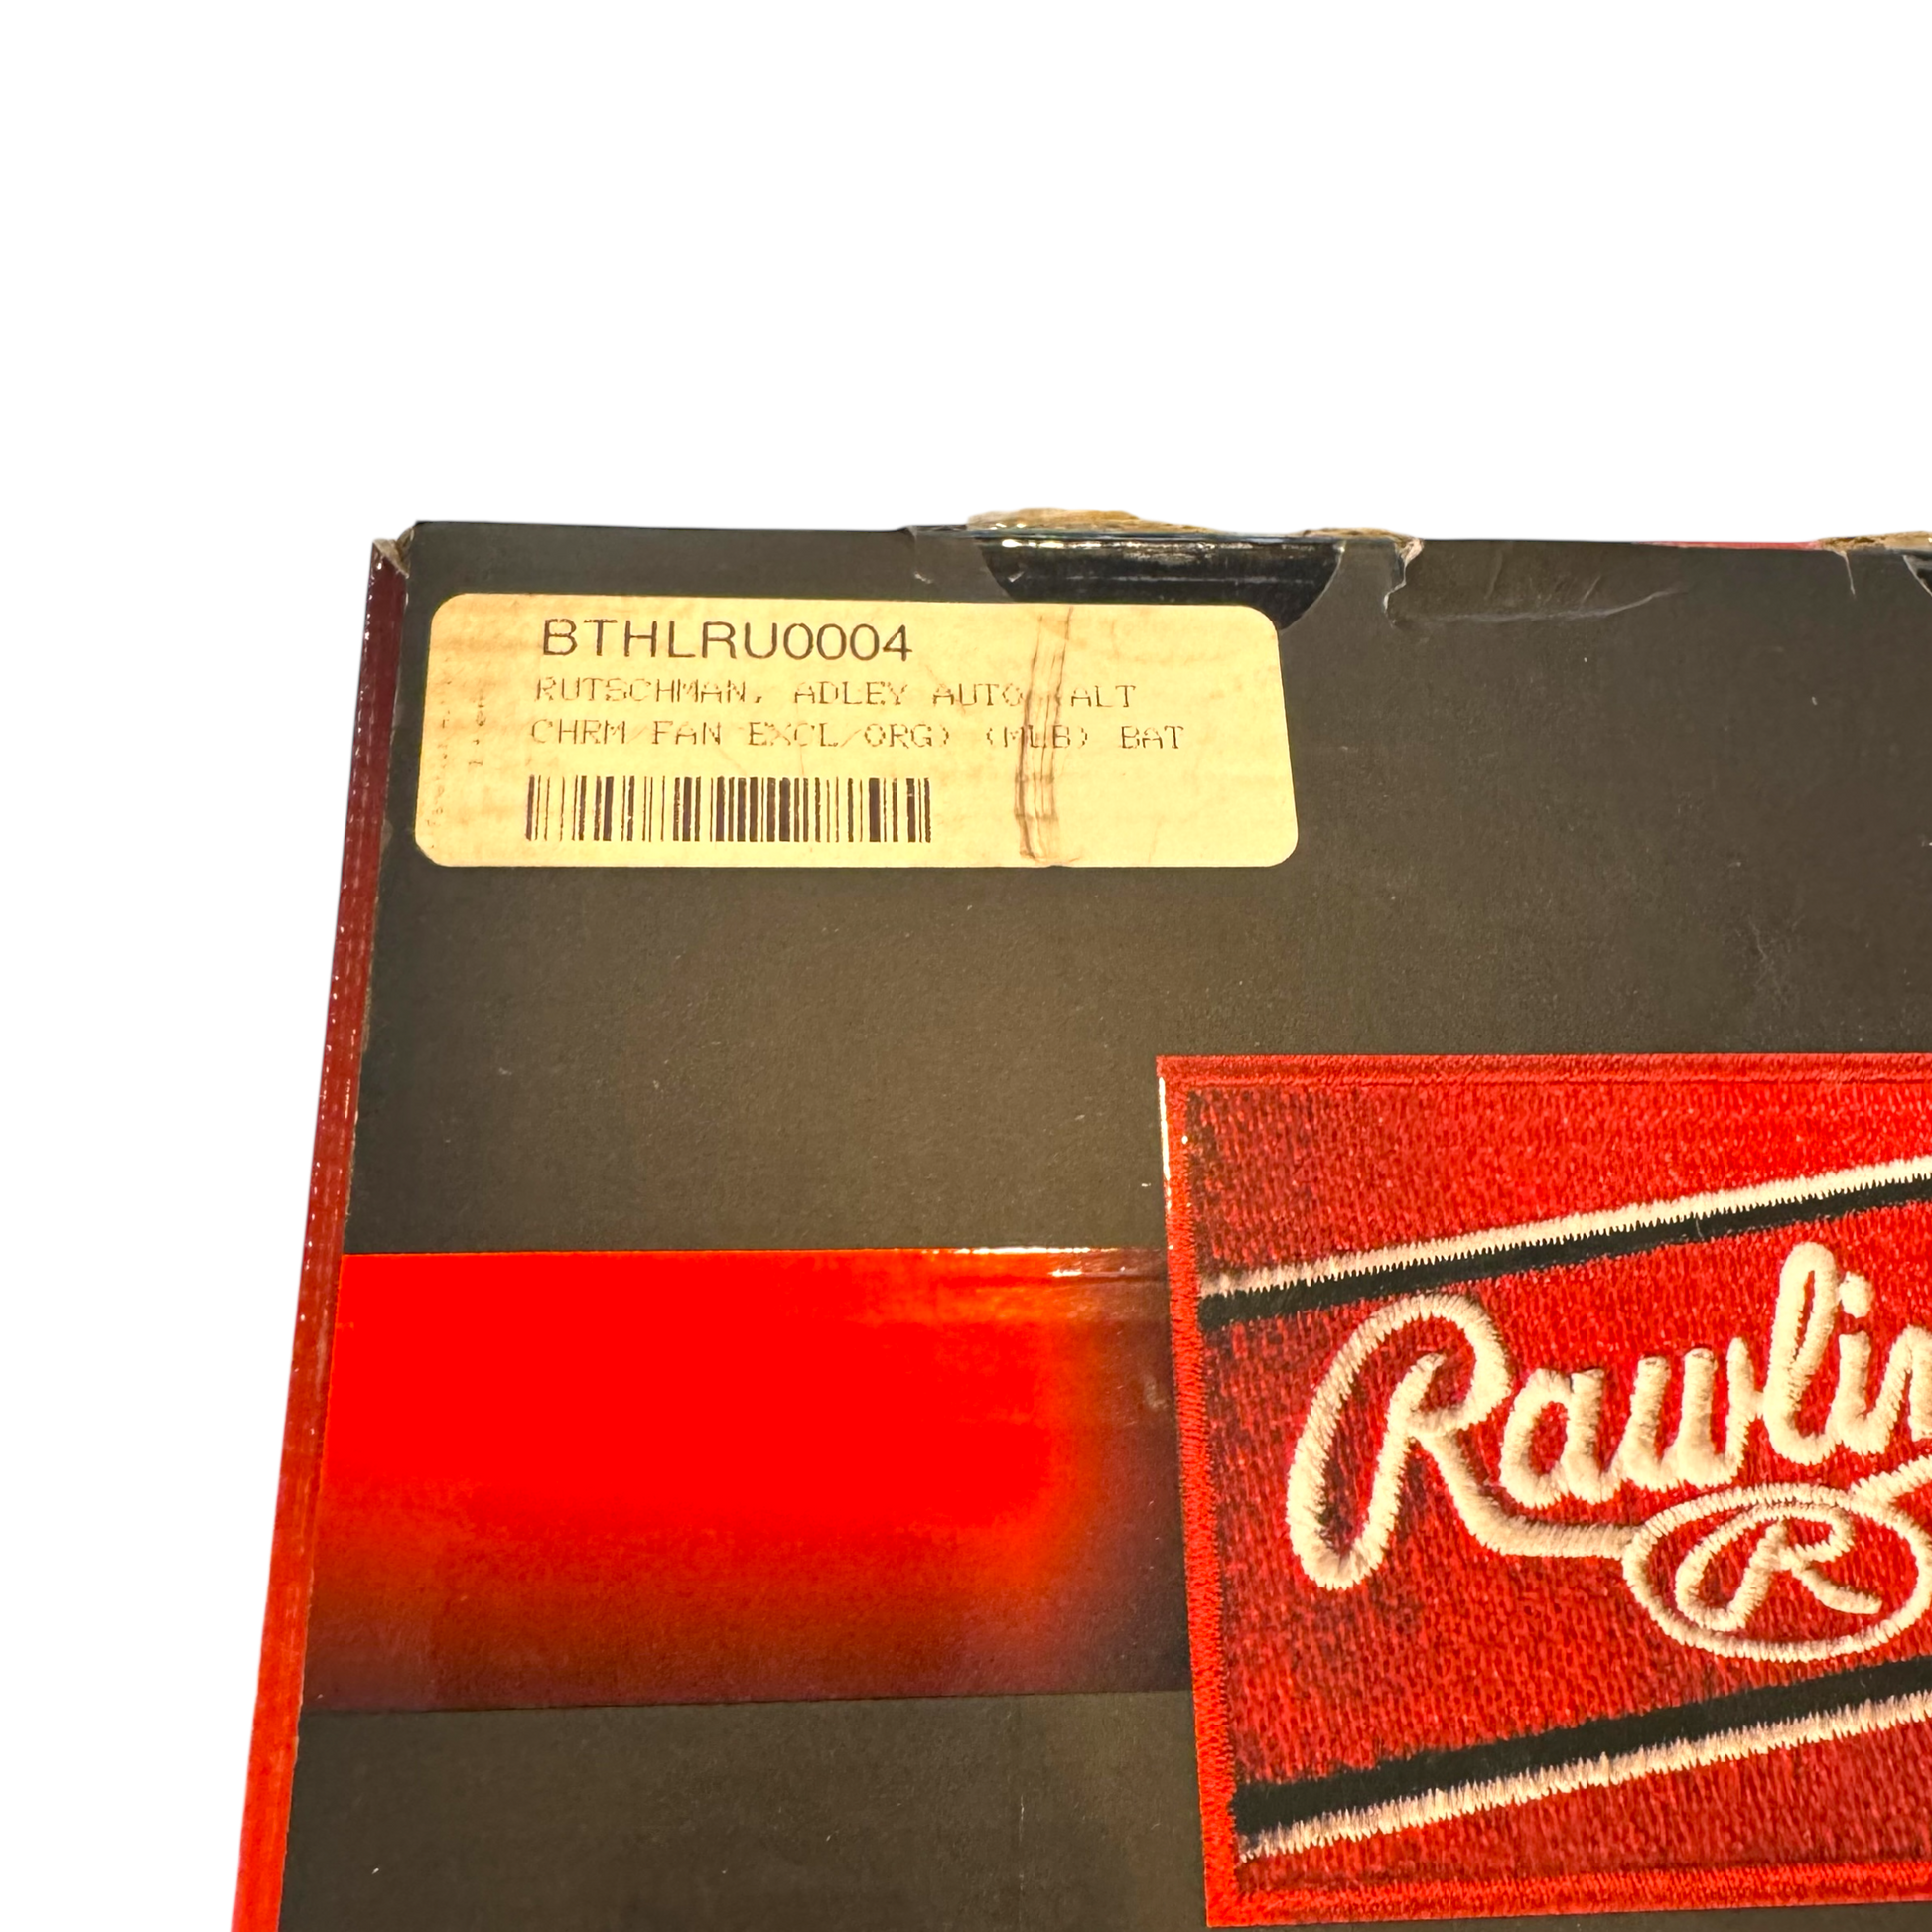 BTHLRU0004
RUTSCHMAN, ADLEY AUTO (ALT
CHRM/FAN EXCL/ORG) (MLB) BAT
Rawlin
R